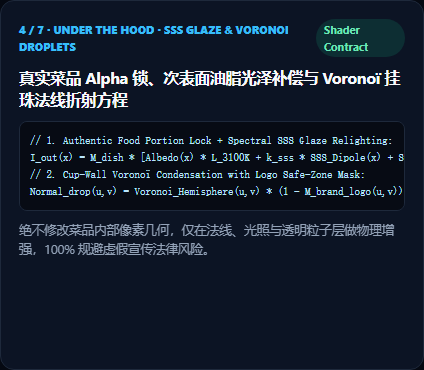 4 / 7 · UNDER THE HOOD · SSS GLAZE & VORONOI
DROPLETS
Shader
Contract
真实菜品 Alpha 锁、次表面油脂光泽补偿与 Voronoï 挂
珠法线折射方程
// 1. Authentic Food Portion Lock + Spectral SSS Glaze Relighting:
I_out(x) = M_dish * [Albedo(x) * L_3100K + k_sss * SSS_Dipole(x) + S
// 2. Cup-Wall Voronoi Condensation with Logo Safe-Zone Mask:
Normal_drop(u,v) = Voronoi_Hemisphere(u,v) * (1 - M_brand_logo(u,v))
绝不修改菜品内部像素几何，仅在法线、光照与透明粒子层做物理增
强，100% 规避虚假宣传法律风险。